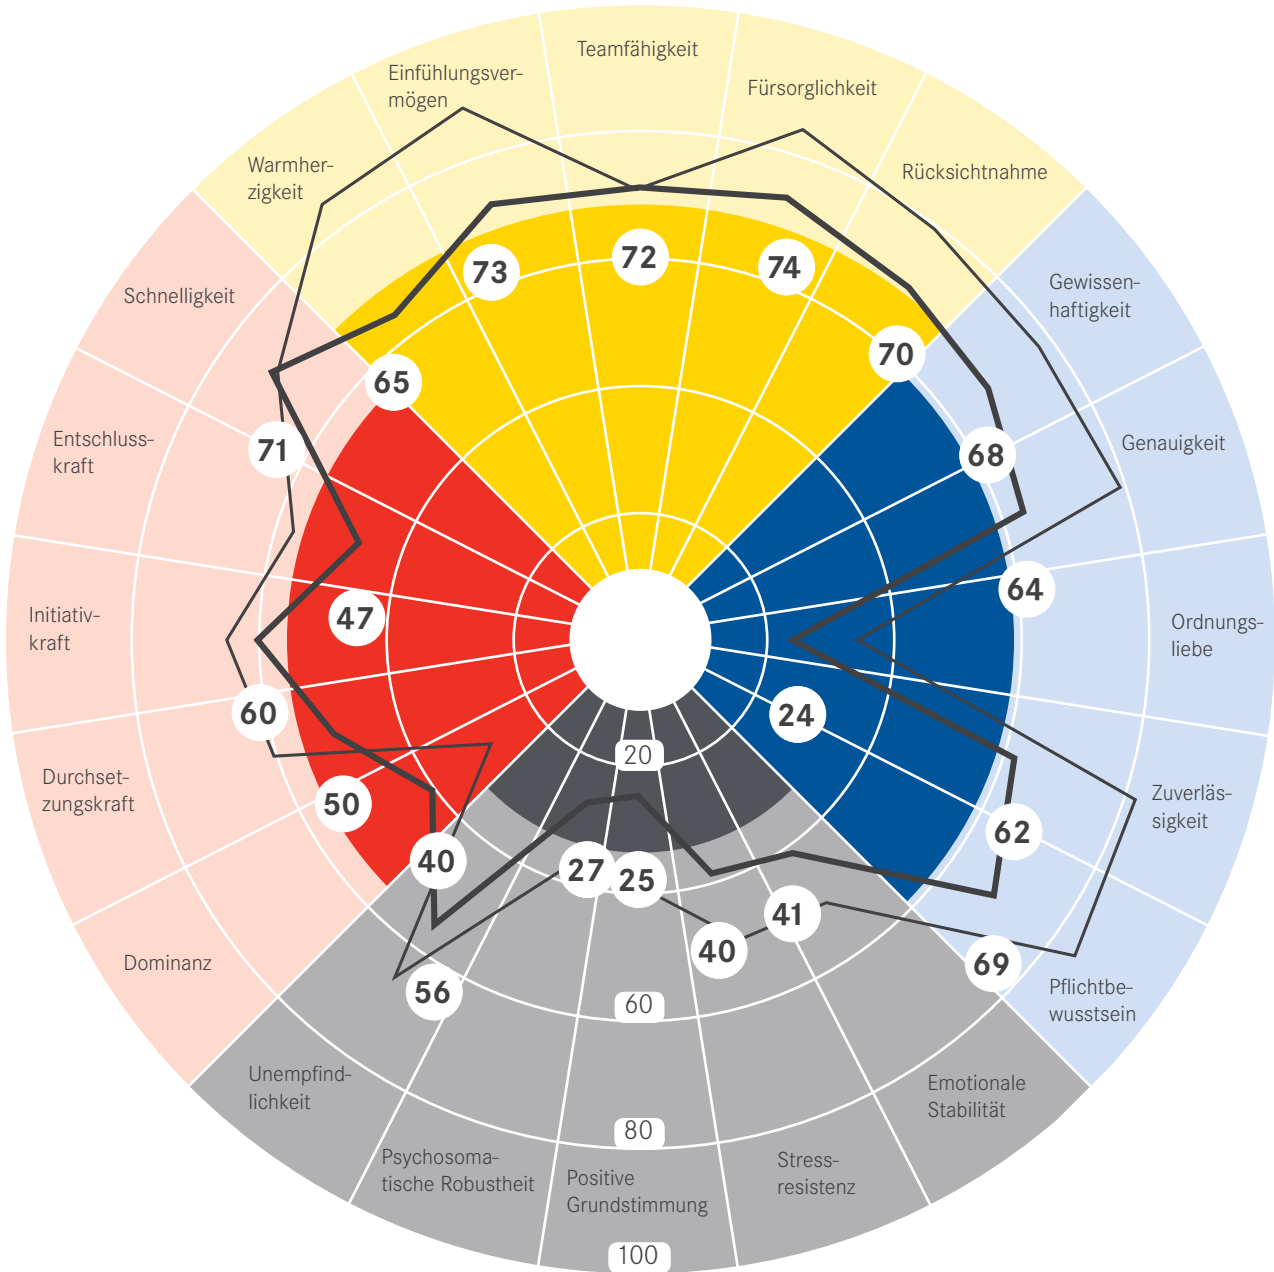 Teamfähigkeit
Einfühlungsver-
mögen
Fürsorglichkeit
Warmher-
zigkeit
Rücksichtnahme
Schnelligkeit
Gewissen-
haftigkeit
Entschluss-
kraft
Genauigkeit
Initiativ-
kraft
Ordnungs-
liebe
Durchset-
zungskraft
Zuverläs-
sigkeit
Dominanz
Pflichtbe-
wusstsein
Unempfind-
lichkeit
Emotionale
Stabilität
Psychosoma-
tische Robustheit
Positive
Grundstimmung
Stress-
resistenz
73
72
74
65
70
71
68
47
64
60
24
50
62
40
27
25
41
40
56
69
20
60
80
100